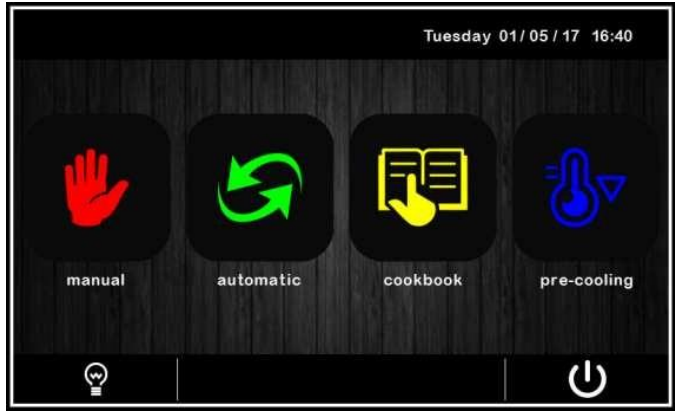 Tuesday 01/05/17 16:40
manual
automatic
cookbook
pre-cooling